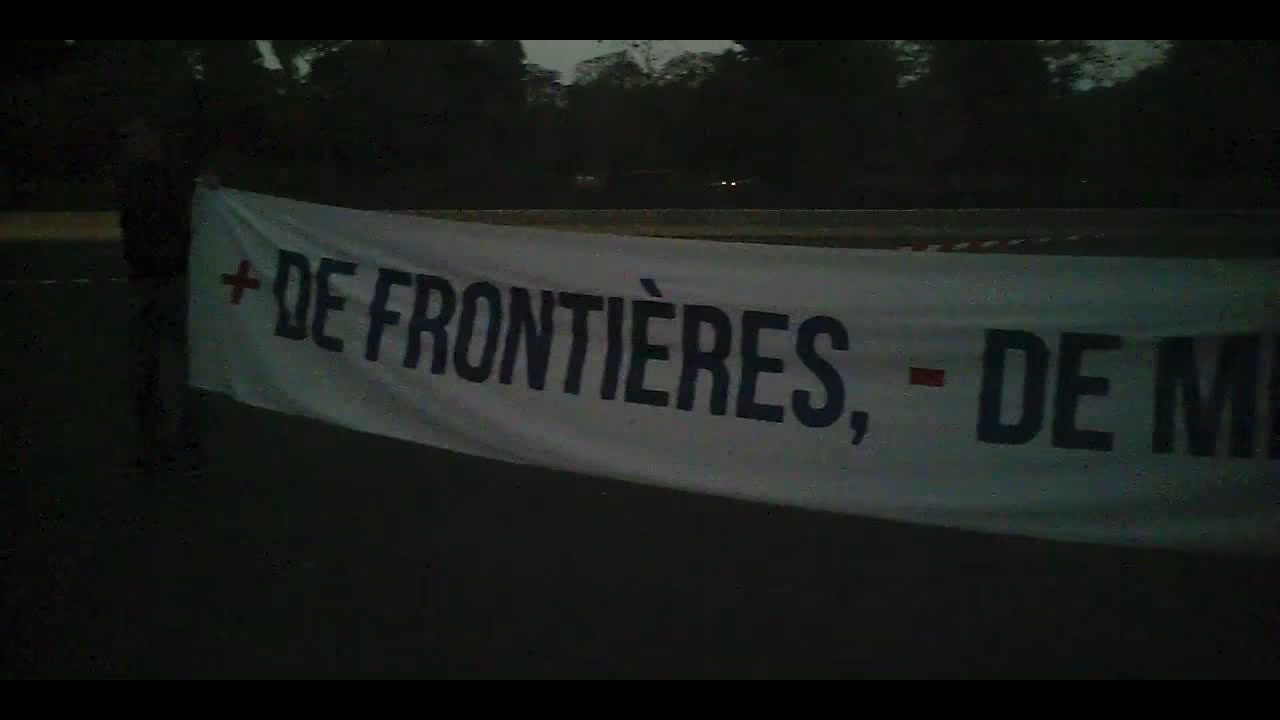 + DE FRONTIÈRES, - DE